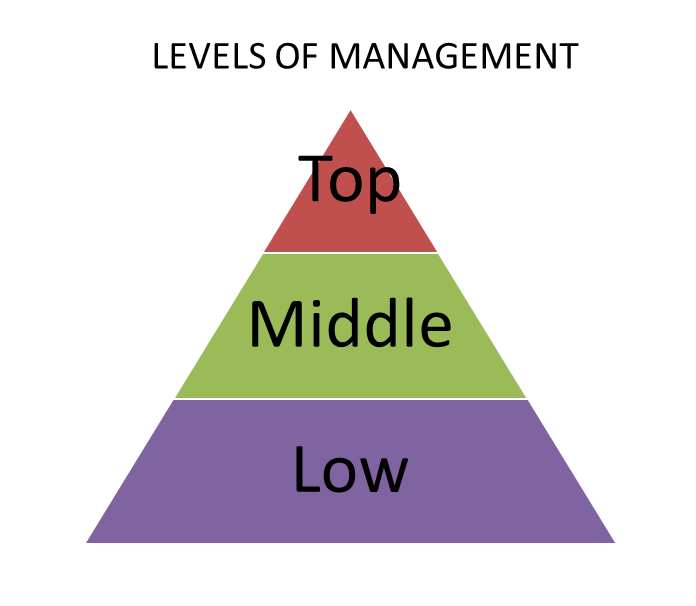 LEVELS OF MANAGEMENT
Top
Middle
Low